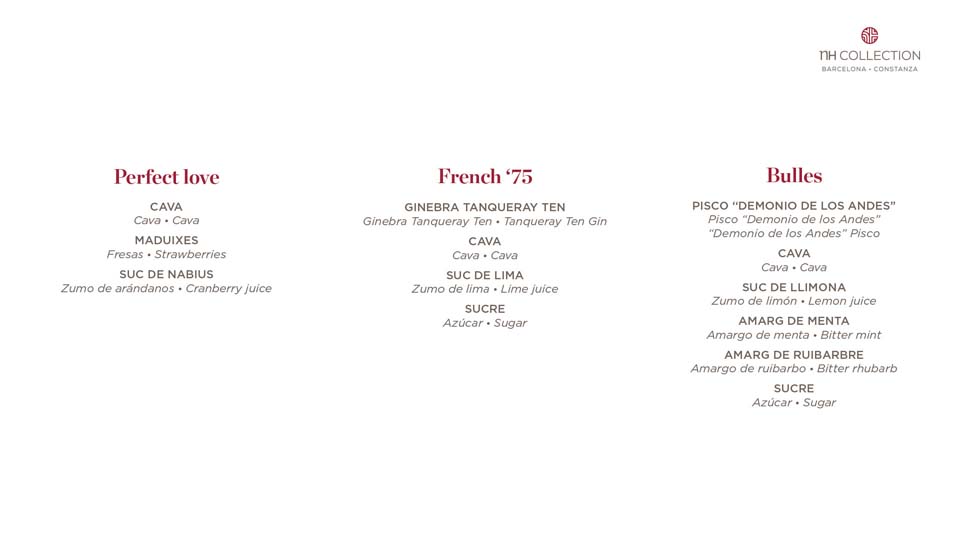 NH COLLECTION
BARCELONA • CONSTANZA
Perfect love
CAVA
Cava • Cava
MADUIXES
Fresas • Strawberries
SUC DE NABIUS
Zumo de arándanos • Cranberry juice
French ‘75
GINEBRA TANQUERAY TEN
Ginebra Tanqueray Ten • Tanqueray Ten Gin
CAVA
Cava • Cava
SUC DE LIMA
Zumo de lima • Lime juice
SUCRE
Azúcar • Sugar
Bulles
PISCO “DEMONIO DE LOS ANDES”
Pisco “Demonio de los Andes”
“Demonio de los Andes” Pisco
CAVA
Cava • Cava
SUC DE LLIMONA
Zumo de limón • Lemon juice
AMARG DE MENTA
Amargo de menta • Bitter mint
AMARG DE RUIBARBRE
Amargo de ruibarbo • Bitter rhubarb
SUCRE
Azúcar • Sugar